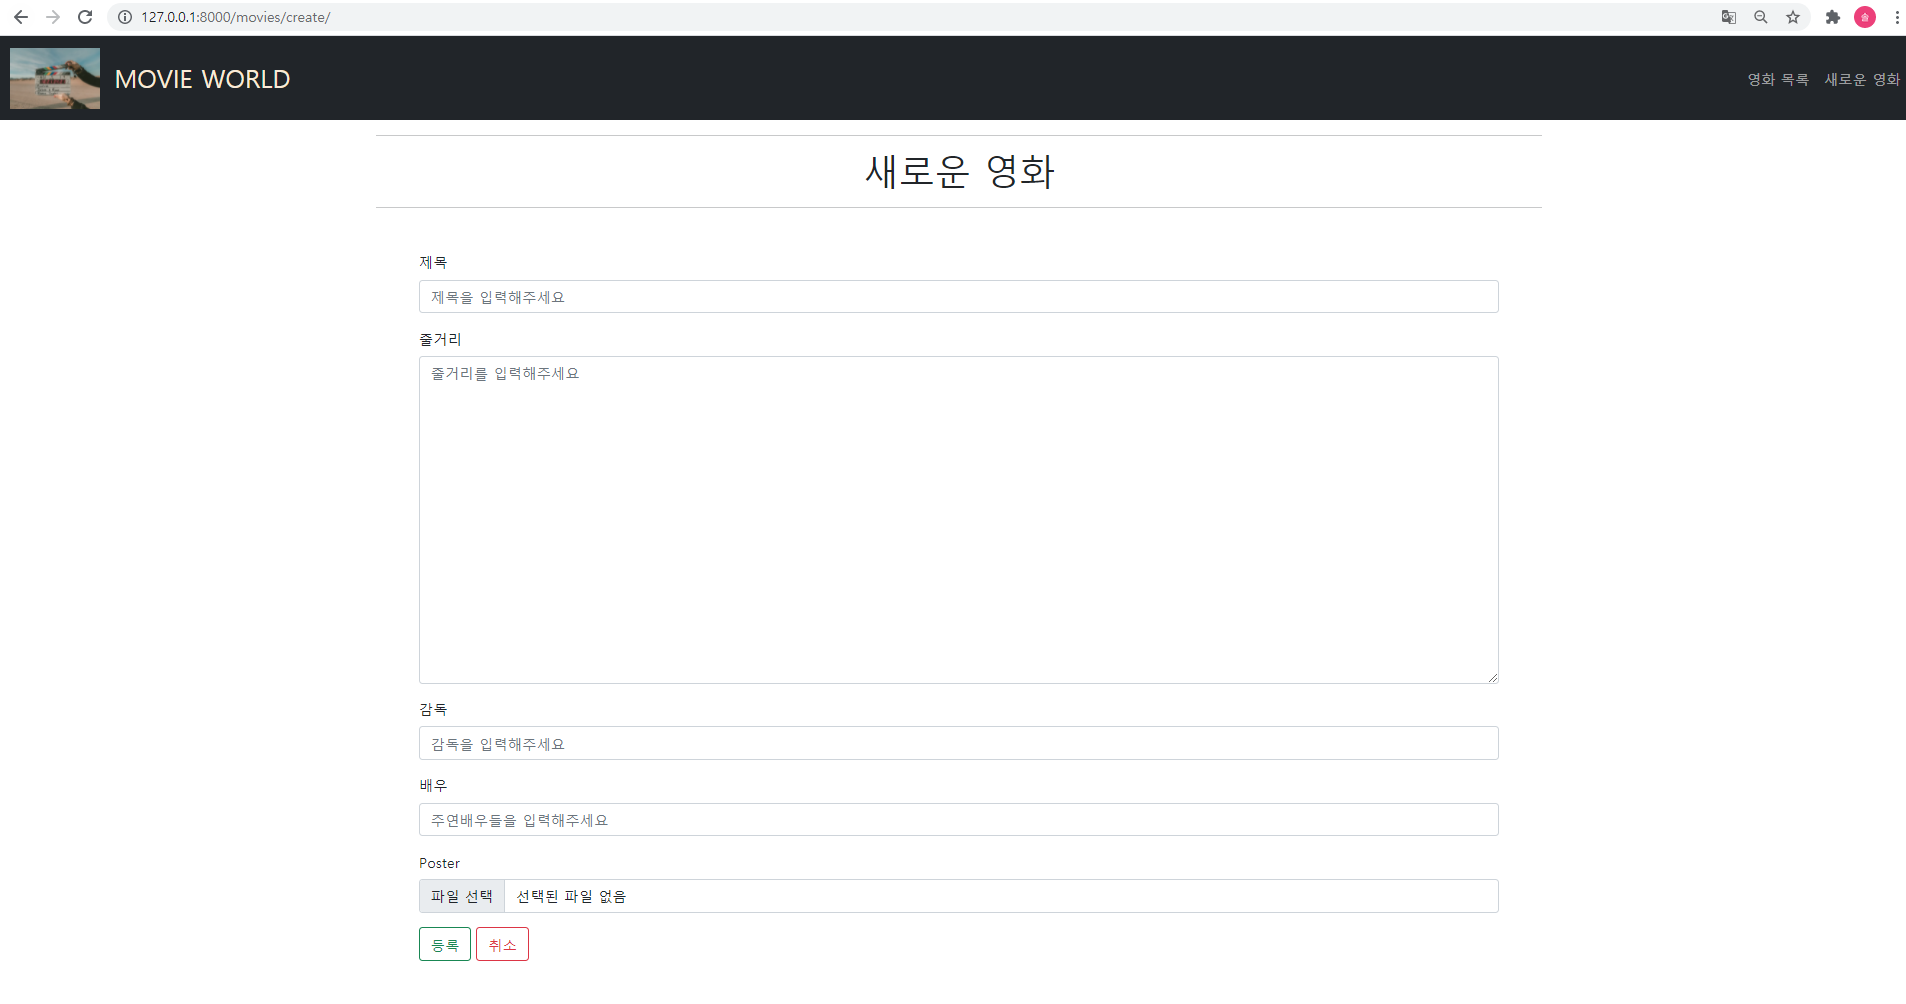 127.0.0.1:8000/movies/create/
MOVIE WORLD
영화 목록 새로운 영화
새로운 영화
제목
제목을 입력해주세요
줄거리
줄거리를 입력해주세요
감독
감독을 입력해주세요
배우
주연배우들을 입력해주세요
Poster
파일 선택 선택된 파일 없음
등록 취소